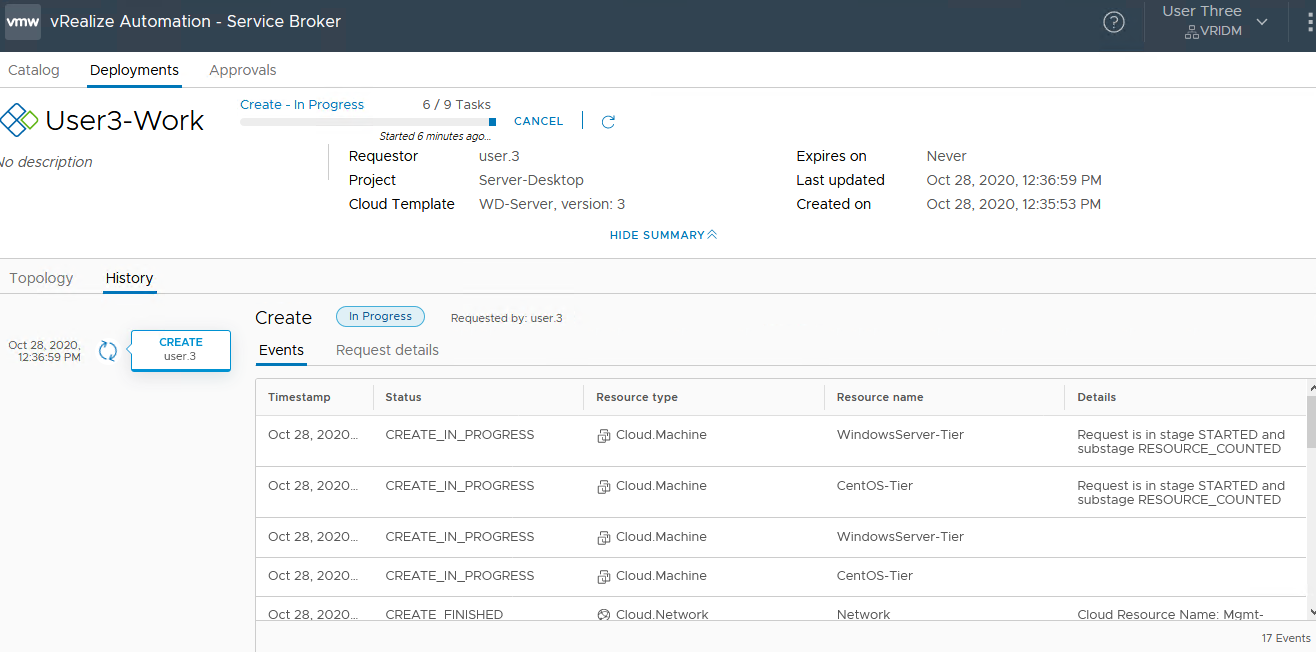 vmw vRealize Automation - Service Broker
User Three
VRIDM
Catalog Deployments Approvals
User3-Work
No description
Create - In Progress 6 / 9 Tasks
CANCEL
Started 6 minutes ago...
Requestor user.3
Project Server-Desktop
Cloud Template WD-Server, version: 3
Expires on Never
Last updated Oct 28, 2020, 12:36:59 PM
Created on Oct 28, 2020, 12:35:53 PM
HIDE SUMMARY
Topology History
Oct 28, 2020,
12:36:59 PM
CREATE
user.3
Create In Progress Requested by: user.3
Events Request details
Timestamp Status Resource type Resource name Details
Oct 28, 2020... CREATE_IN_PROGRESS Cloud.Machine WindowsServer-Tier Request is in stage STARTED and
substage RESOURCE_COUNTED
Oct 28, 2020... CREATE_IN_PROGRESS Cloud.Machine CentOS-Tier Request is in stage STARTED and
substage RESOURCE_COUNTED
Oct 28, 2020... CREATE_IN_PROGRESS Cloud.Machine WindowsServer-Tier
Oct 28, 2020... CREATE_IN_PROGRESS Cloud.Machine CentOS-Tier
Oct 28, 2020... CREATE_FINISHED Cloud.Network Network Cloud Resource Name: Mgmt-
17 Events